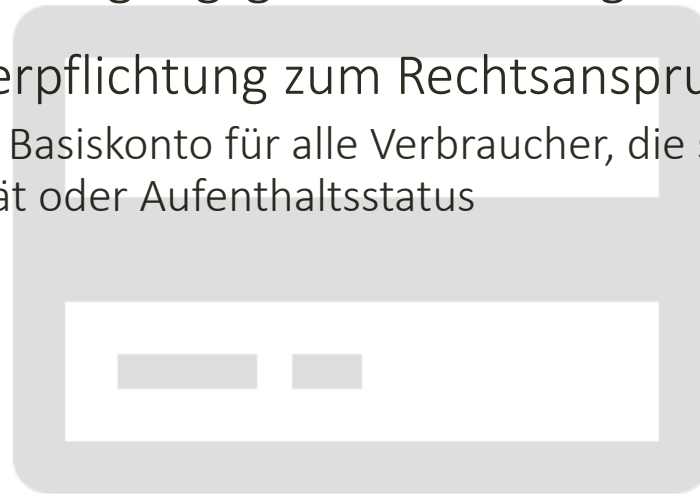 erpflichtung zum Rechtsanspru
Basiskonto für alle Verbraucher, die
ät oder Aufenthaltsstatus